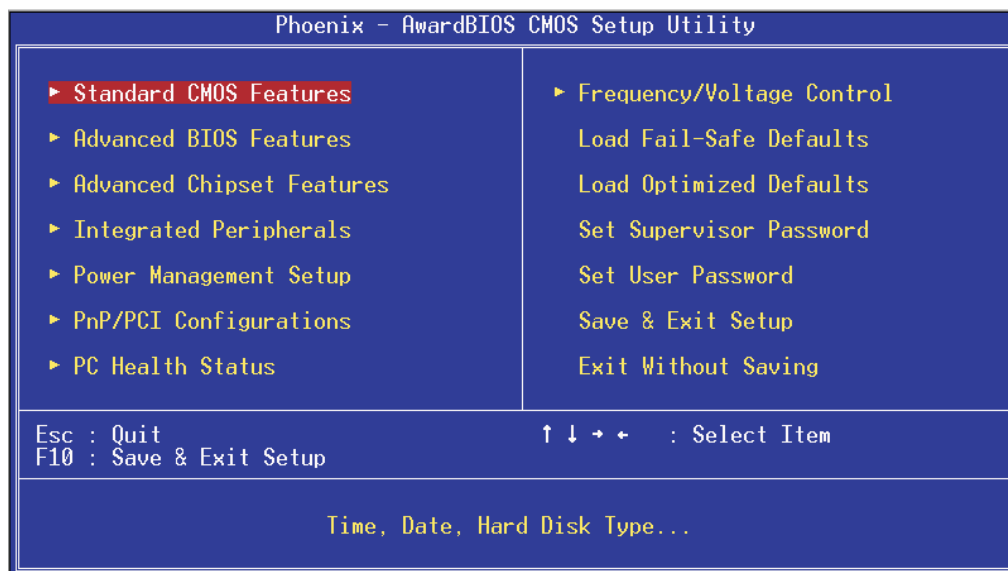 Phoenix - AwardBIOS CMOS Setup Utility
▶ Standard CMOS Features
▶ Advanced BIOS Features
▶ Advanced Chipset Features
▶ Integrated Peripherals
▶ Power Management Setup
▶ PnP/PCI Configurations
▶ PC Health Status
▶ Frequency/Voltage Control
Load Fail-Safe Defaults
Load Optimized Defaults
Set Supervisor Password
Set User Password
Save & Exit Setup
Exit Without Saving
Esc : Quit
F10 : Save & Exit Setup
↑ ↓ → ← : Select Item
Time, Date, Hard Disk Type...